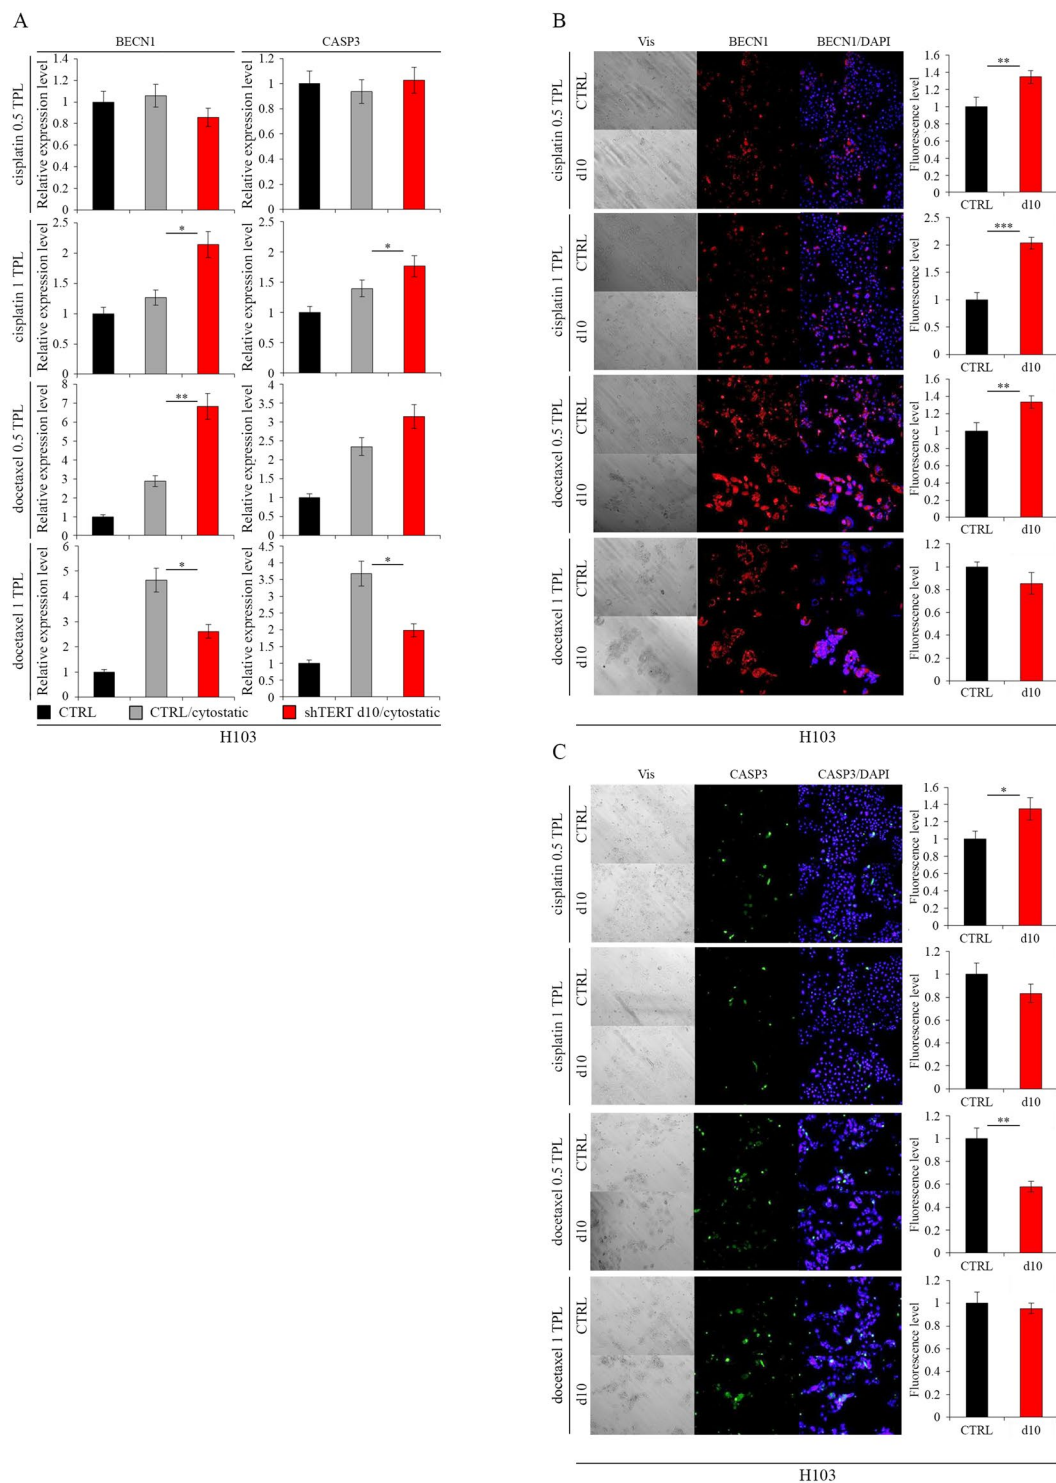 A
BECN1
CASP3
cisplatin 0.5 TPL
Relative expression level
1.4
1.2
1
0.8
0.6
0.4
0.2
0
Relative expression level
1.2
1
0.8
0.6
0.4
0.2
0
cisplatin 1 TPL
Relative expression level
2.5
2
1.5
1
0.5
0
*
Relative expression level
2.5
2
1.5
1
0.5
0
*
docetaxel 0.5 TPL
Relative expression level
8
7
6
5
4
3
2
1
0
**
Relative expression level
4
3.5
3
2.5
2
1.5
1
0.5
0
docetaxel 1 TPL
Relative expression level
6
5
4
3
2
1
0
*
Relative expression level
4.5
4
3.5
3
2.5
2
1.5
1
0.5
0
*
CTRL
CTRL/cytostatic
shTERT d10/cytostatic
H103
B
Vis
BECN1
BECN1/DAPI
cisplatin 0.5 TPL
CTRL
d10
Fluorescence level
1.6
1.4
1.2
1
0.8
0.6
0.4
0.2
0
**
CTRL d10
cisplatin 1 TPL
CTRL
d10
Fluorescence level
2.5
2
1.5
1
0.5
0
***
CTRL d10
docetaxel 0.5 TPL
CTRL
d10
Fluorescence level
1.6
1.4
1.2
1
0.8
0.6
0.4
0.2
0
**
CTRL d10
docetaxel 1 TPL
CTRL
d10
Fluorescence level
1.2
1
0.8
0.6
0.4
0.2
0
CTRL d10
H103
C
Vis
CASP3
CASP3/DAPI
cisplatin 0.5 TPL
CTRL
d10
Fluorescence level
1.6
1.4
1.2
1
0.8
0.6
0.4
0.2
0
*
CTRL d10
cisplatin 1 TPL
CTRL
d10
Fluorescence level
1.2
1
0.8
0.6
0.4
0.2
0
CTRL d10
docetaxel 0.5 TPL
CTRL
d10
Fluorescence level
1.2
1
0.8
0.6
0.4
0.2
0
**
CTRL d10
docetaxel 1 TPL
CTRL
d10
Fluorescence level
1.2
1
0.8
0.6
0.4
0.2
0
CTRL d10
H103